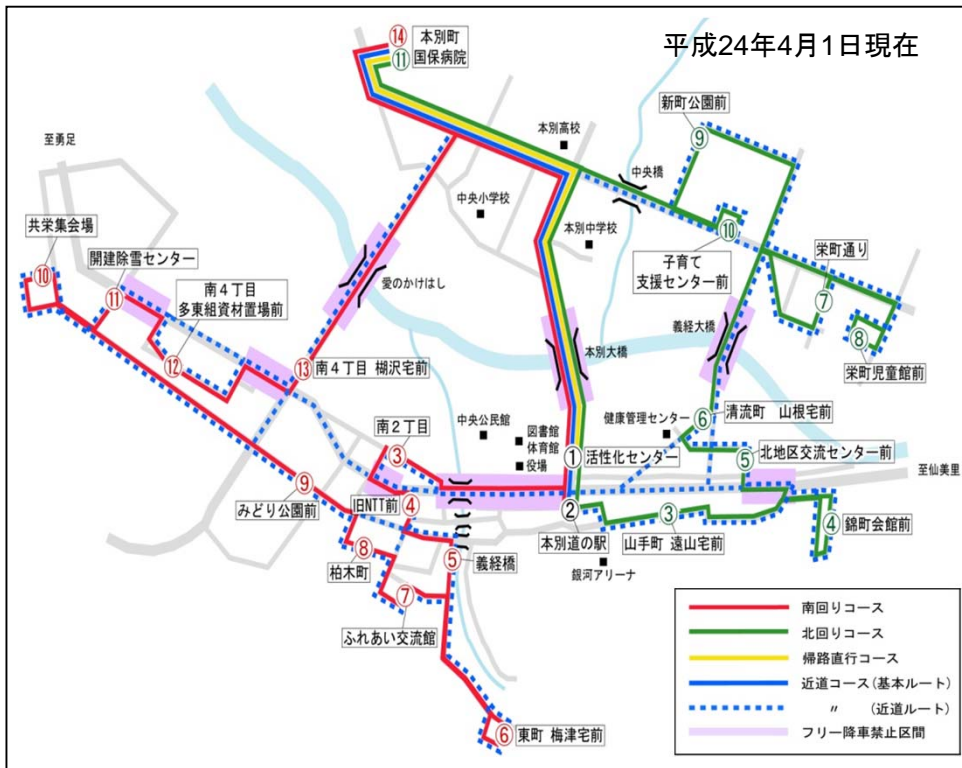 平成24年4月1日現在
⑭ 本別町
⑪ 国保病院
新町公園前
⑨
至勇足
本別高校
中央橋
中央小学校
本別中学校
⑩
子育て
支援センター前
栄町通り
⑦
共栄集会場
⑩
開建除雪センター
⑪
南4丁目
多東組資材置場前
⑫
愛のかけはし
義経大橋
⑧
栄町児童館前
⑬ 南4丁目 楜沢宅前
本別大橋
健康管理センター
⑥ 清流町 山根宅前
南2丁目
③
中央公民館
図書館
体育館
役場
① 活性化センター
⑤ 北地区交流センター前
至仙美里
⑨
みどり公園前
旧NTT前 ④
②
本別道の駅
③
山手町 遠山宅前
④
錦町会館前
⑧
柏木町
⑤ 義経橋
銀河アリーナ
⑦
ふれあい交流館
⑥ 東町 梅津宅前
南回りコース
北回りコース
帰路直行コース
近道コース(基本ルート)
〃 (近道ルート)
フリー降車禁止区間